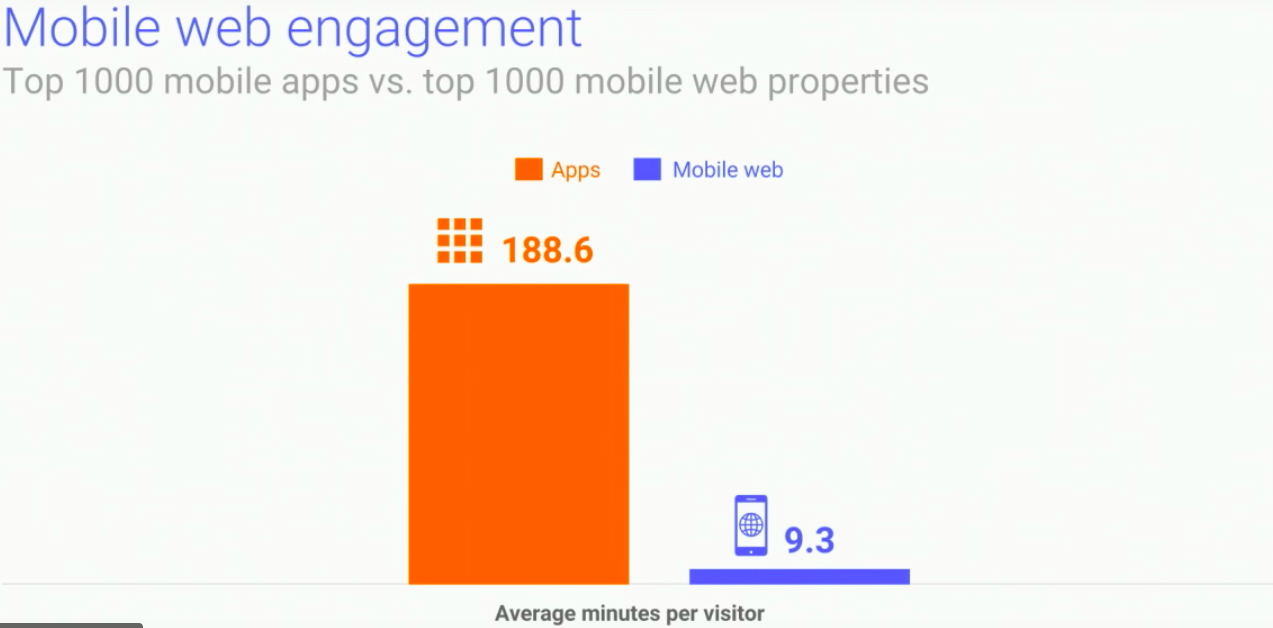 Mobile web engagement
Top 1000 mobile apps vs. top 1000 mobile web properties
Apps
Mobile web
188.6
9.3
Average minutes per visitor